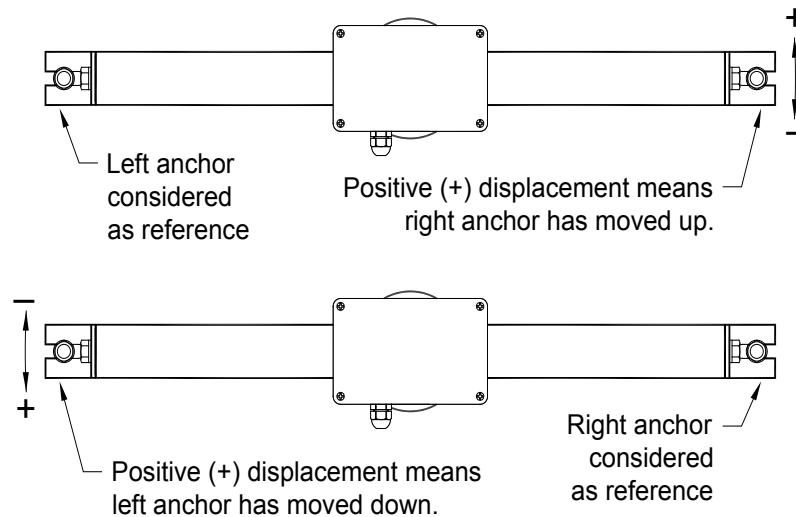 +
Left anchor
considered
as reference
Positive (+) displacement means
right anchor has moved up.
–
–
+
Positive (+) displacement means
left anchor has moved down.
Right anchor
considered
as reference